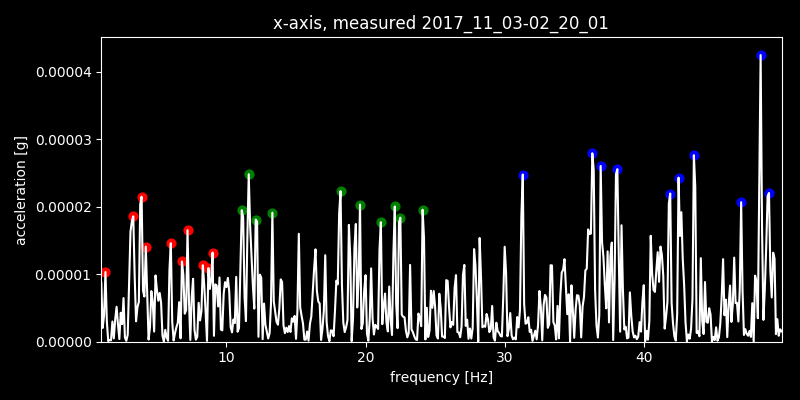 x-axis, measured 2017_11_03-02_20_01
0.00004
0.00003
0.00002
0.00001
0.00000
acceleration [g]
10 20 30 40
frequency [Hz]